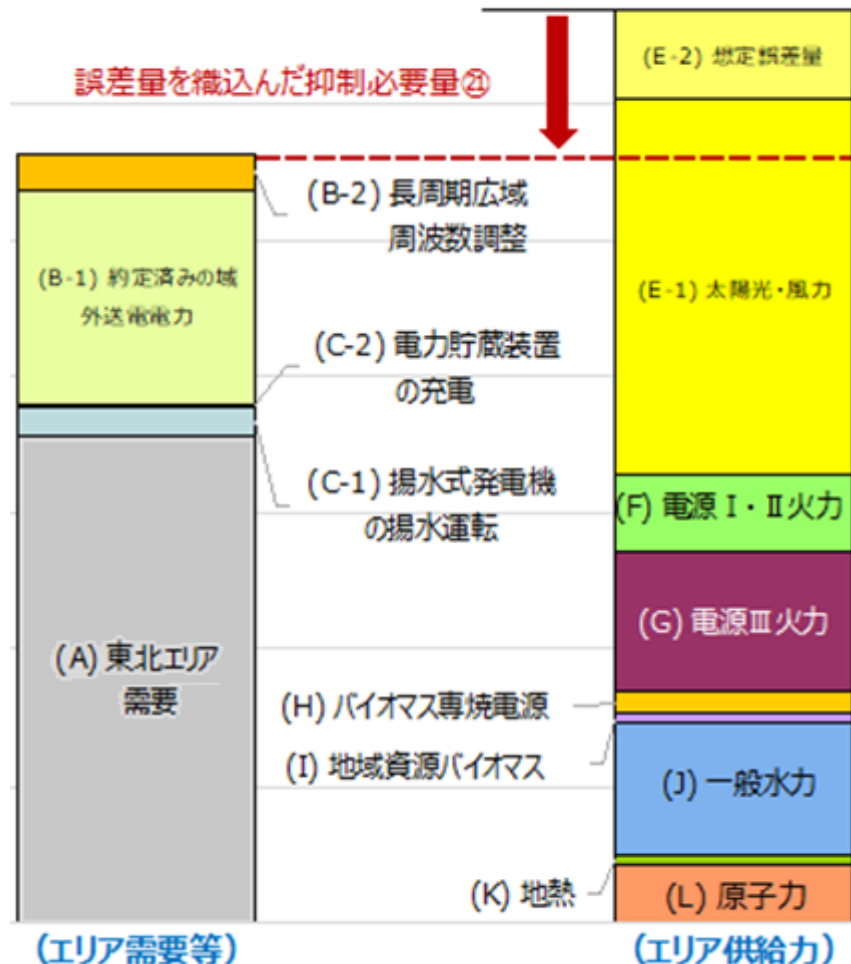 (E-2) 想定誤差量
誤差量を織込んだ抑制必要量㉑
(B-2) 長周期広域
周波数調整
(B-1) 約定済みの域
外送電電力
(E-1) 太陽光・風力
(C-2) 電力貯蔵装置
の充電
(C-1) 揚水式発電機
の揚水運転
(F) 電源Ⅰ・Ⅱ火力
(G) 電源Ⅲ火力
(A) 東北エリア
需要
(H) バイオマス専焼電源
(I) 地域資源バイオマス
(J) 一般水力
(K) 地熱
(L) 原子力
(エリア需要等)
(エリア供給力)